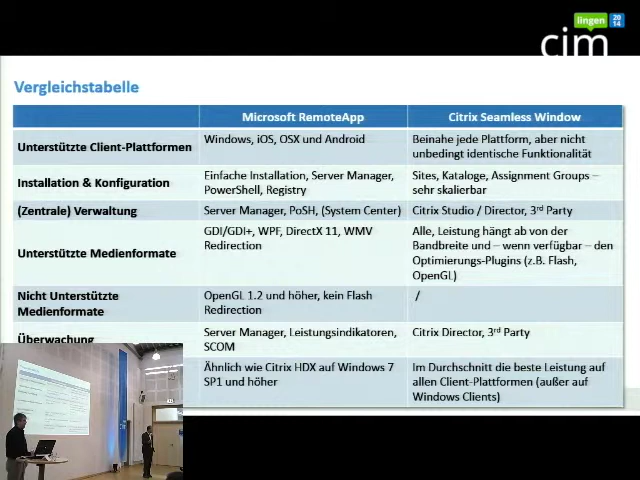 lingen 20 14
cim
Vergleichstabelle
Microsoft RemoteApp Citrix Seamless Window
Unterstützte Client-Plattformen Windows, iOS, OSX und Android Beinahe jede Plattform, aber nicht
unbedingt identische Funktionalität
Installation & Konfiguration Einfache Installation, Server Manager, Sites, Kataloge, Assignment Groups –
PowerShell, Registry sehr skalierbar
(Zentrale) Verwaltung Server Manager, PoSH, (System Center) Citrix Studio / Director, 3rd Party
Unterstützte Medienformate GDI/GDI+, WPF, DirectX 11, WMV Alle, Leistung hängt ab von der
Redirection Bandbreite und – wenn verfügbar – den
Optimierungs-Plugins (z.B. Flash,
OpenGL)
Nicht Unterstützte OpenGL 1.2 und höher, kein Flash /
Medienformate Redirection
Überwachung Server Manager, Leistungsindikatoren, Citrix Director, 3rd Party
SCOM
Ähnlich wie Citrix HDX auf Windows 7 Im Durchschnitt die beste Leistung auf
SP1 und höher allen Client-Plattformen (außer auf
Windows Clients)